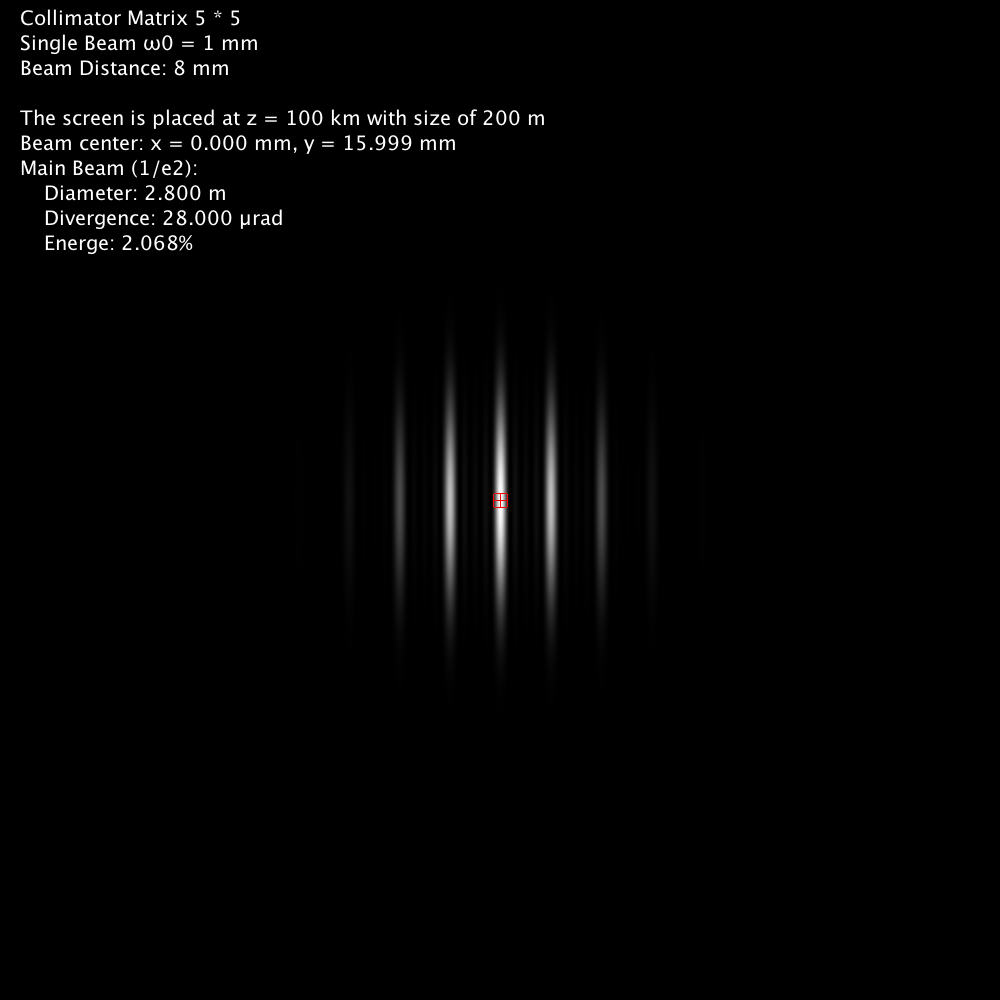 Collimator Matrix 5 * 5
Single Beam ω0 = 1 mm
Beam Distance: 8 mm
The screen is placed at z = 100 km with size of 200 m
Beam center: x = 0.000 mm, y = 15.999 mm
Main Beam (1/e2):
Diameter: 2.800 m
Divergence: 28.000 µrad
Energe: 2.068%